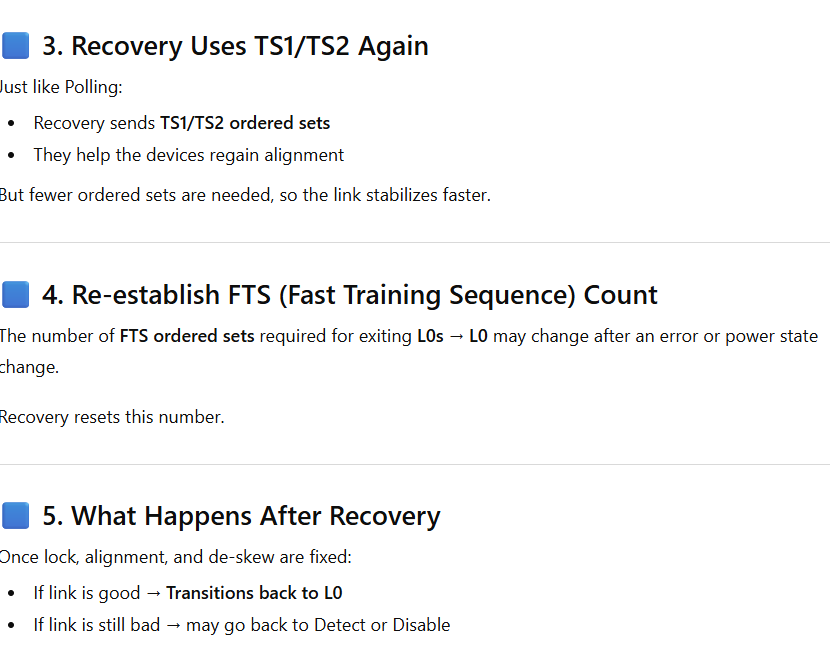 3. Recovery Uses TS1/TS2 Again
Just like Polling:
• Recovery sends TS1/TS2 ordered sets
• They help the devices regain alignment
But fewer ordered sets are needed, so the link stabilizes faster.
4. Re-establish FTS (Fast Training Sequence) Count
The number of FTS ordered sets required for exiting L0s → L0 may change after an error or power state
change.
Recovery resets this number.
5. What Happens After Recovery
Once lock, alignment, and de-skew are fixed:
• If link is good → Transitions back to L0
• If link is still bad → may go back to Detect or Disable